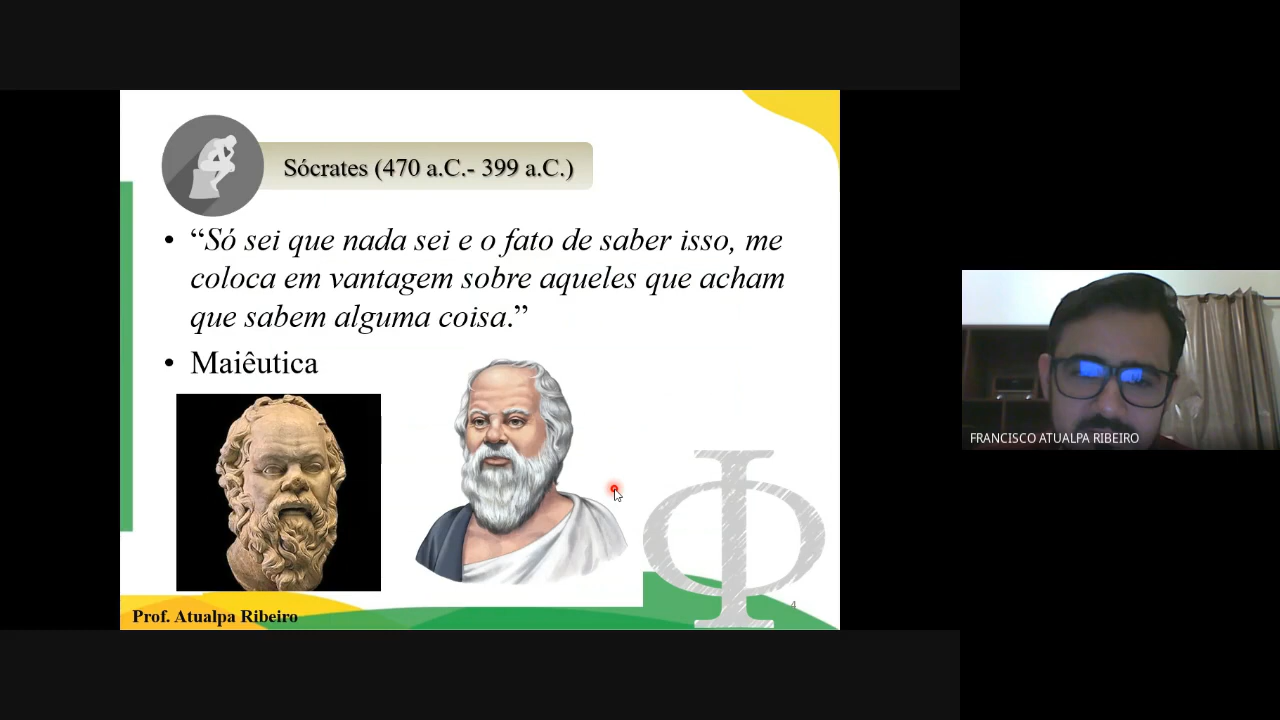 Sócrates (470 a.C.- 399 a.C.)
• “Só sei que nada sei e o fato de saber isso, me
coloca em vantagem sobre aqueles que acham
que sabem alguma coisa.”
• Maiêutica
Φ
4
Prof. Atualpa Ribeiro
FRANCISCO ATUALPA RIBEIRO